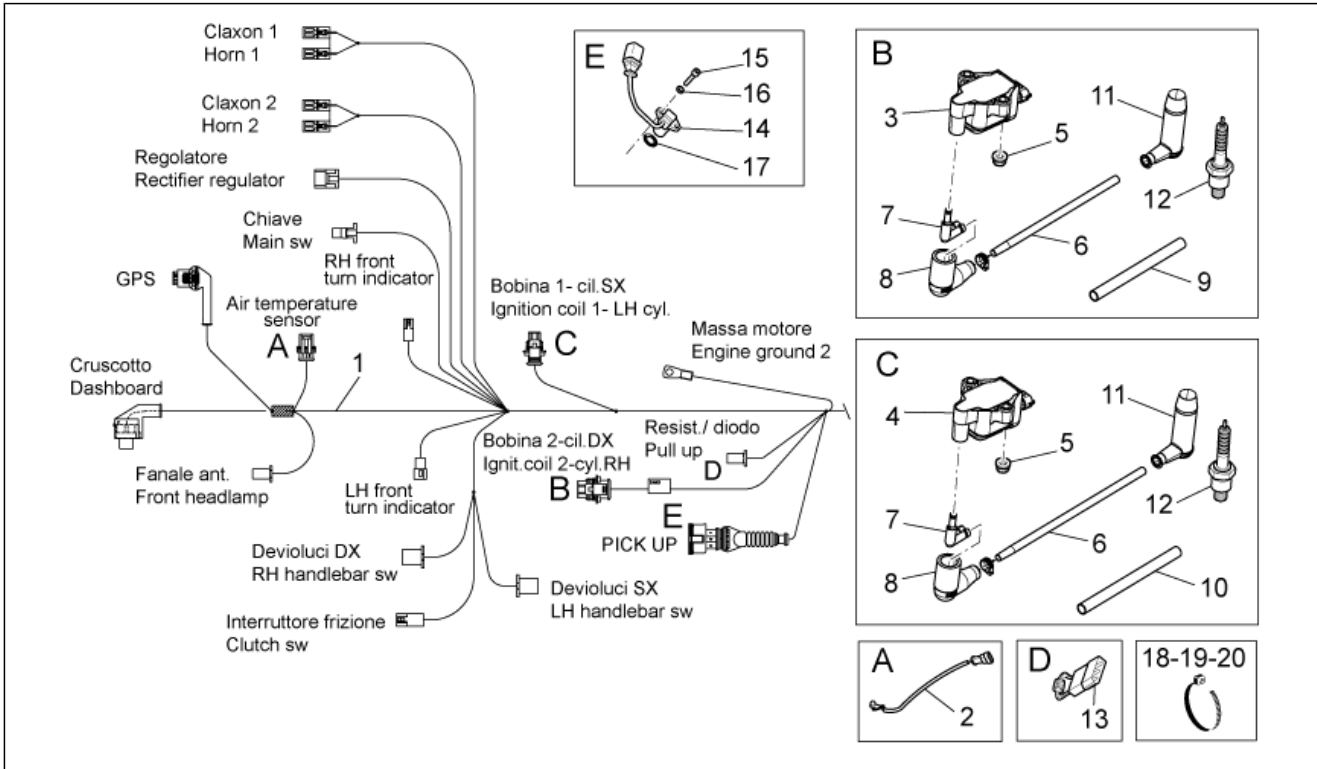 Claxon 1
Horn 1
Claxon 2
Horn 2
Regolatore
Rectifier regulator
Chiave
Main sw
RH front
turn indicator
GPS
Air temperature
sensor
A
1
Cruscotto
Dashboard
Fanale ant.
Front headlamp
LH front
turn indicator
Devioluci DX
RH handlebar sw
Interruttore frizione
Clutch sw
Devioluci SX
LH handlebar sw
Bobina 1- cil.SX
Ignition coil 1- LH cyl.
C
Massa motore
Engine ground 2
Resist./ diodo
Pull up
D
Bobina 2-cil.DX
Ignit.coil 2-cyl.RH
B
E
PICK UP
E
15
16
14
17
B
3
5
7
8
6
11
12
9
C
4
5
7
8
6
11
12
10
A
2
D
13
18-19-20